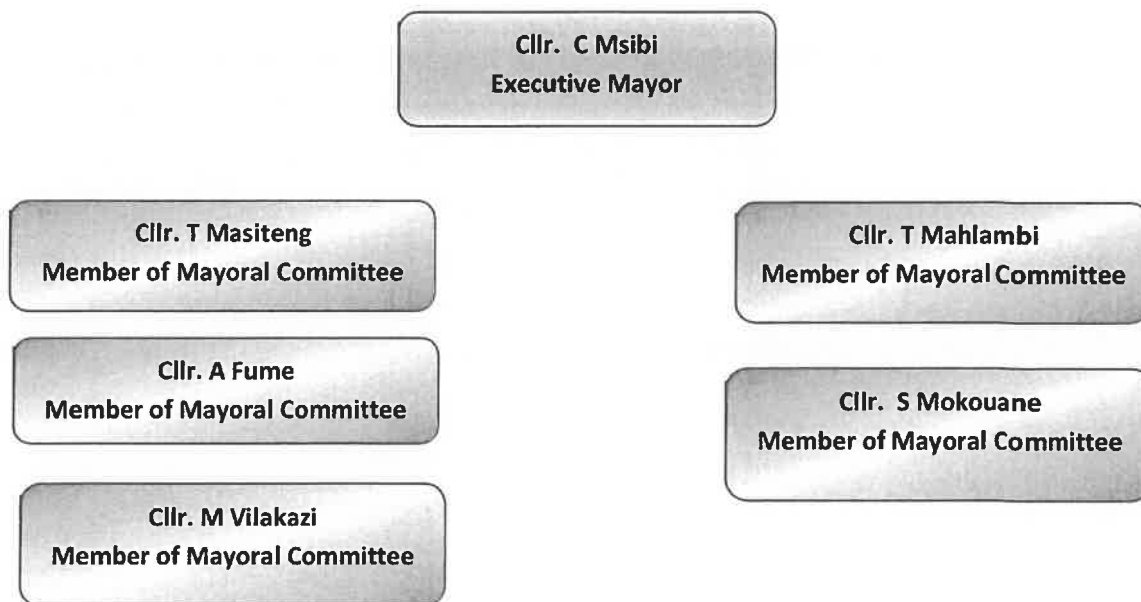 Cllr. C Msibi
Executive Mayor
Cllr. T Masiteng
Member of Mayoral Committee
Cllr. A Fume
Member of Mayoral Committee
Cllr. M Vilakazi
Member of Mayoral Committee
Cllr. T Mahlambi
Member of Mayoral Committee
Cllr. S Mokouane
Member of Mayoral Committee